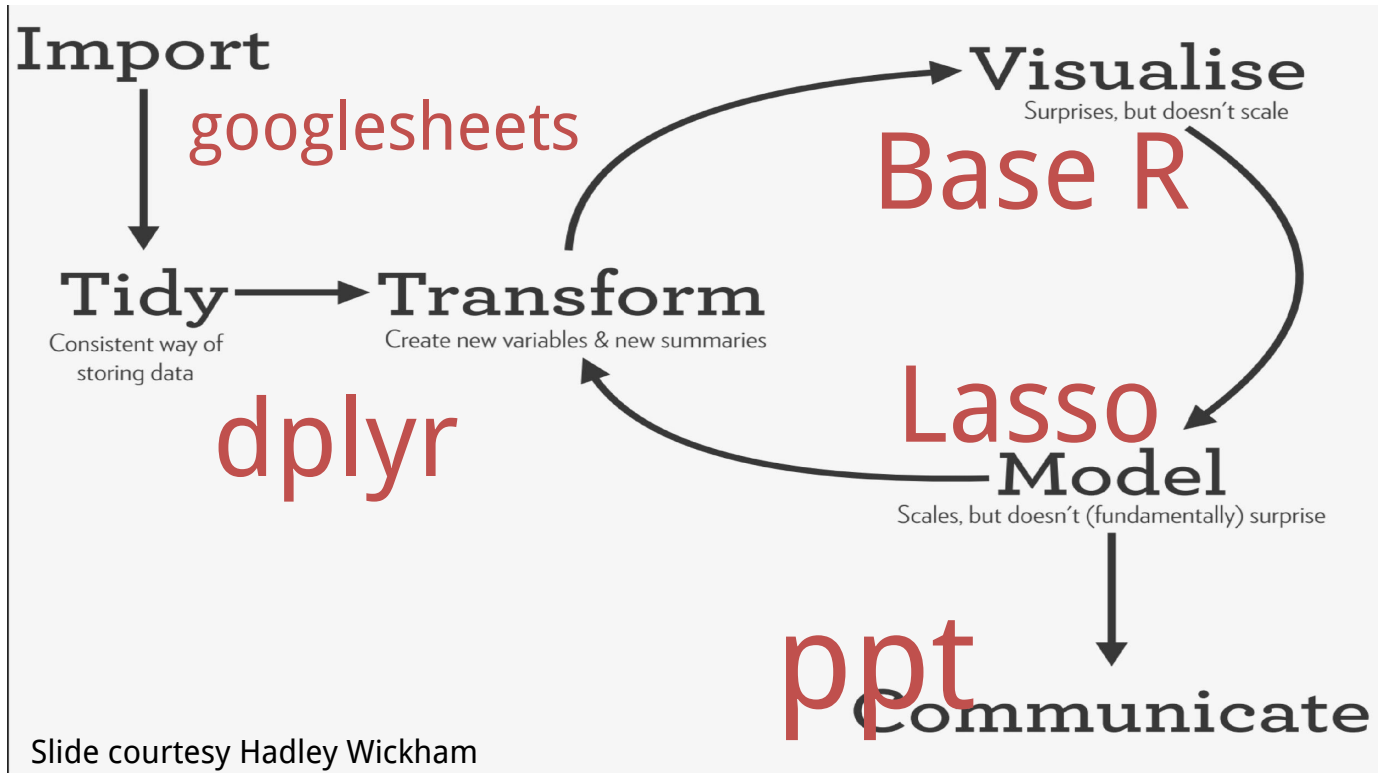 Import
googlesheets
Visualise
Surprises, but doesn't scale
Base R
Tidy
Consistent way of
storing data
Transform
Create new variables & new summaries
dplyr
Lasso
Model
Scales, but doesn't (fundamentally) surprise
ppt
Communicate
Slide courtesy Hadley Wickham